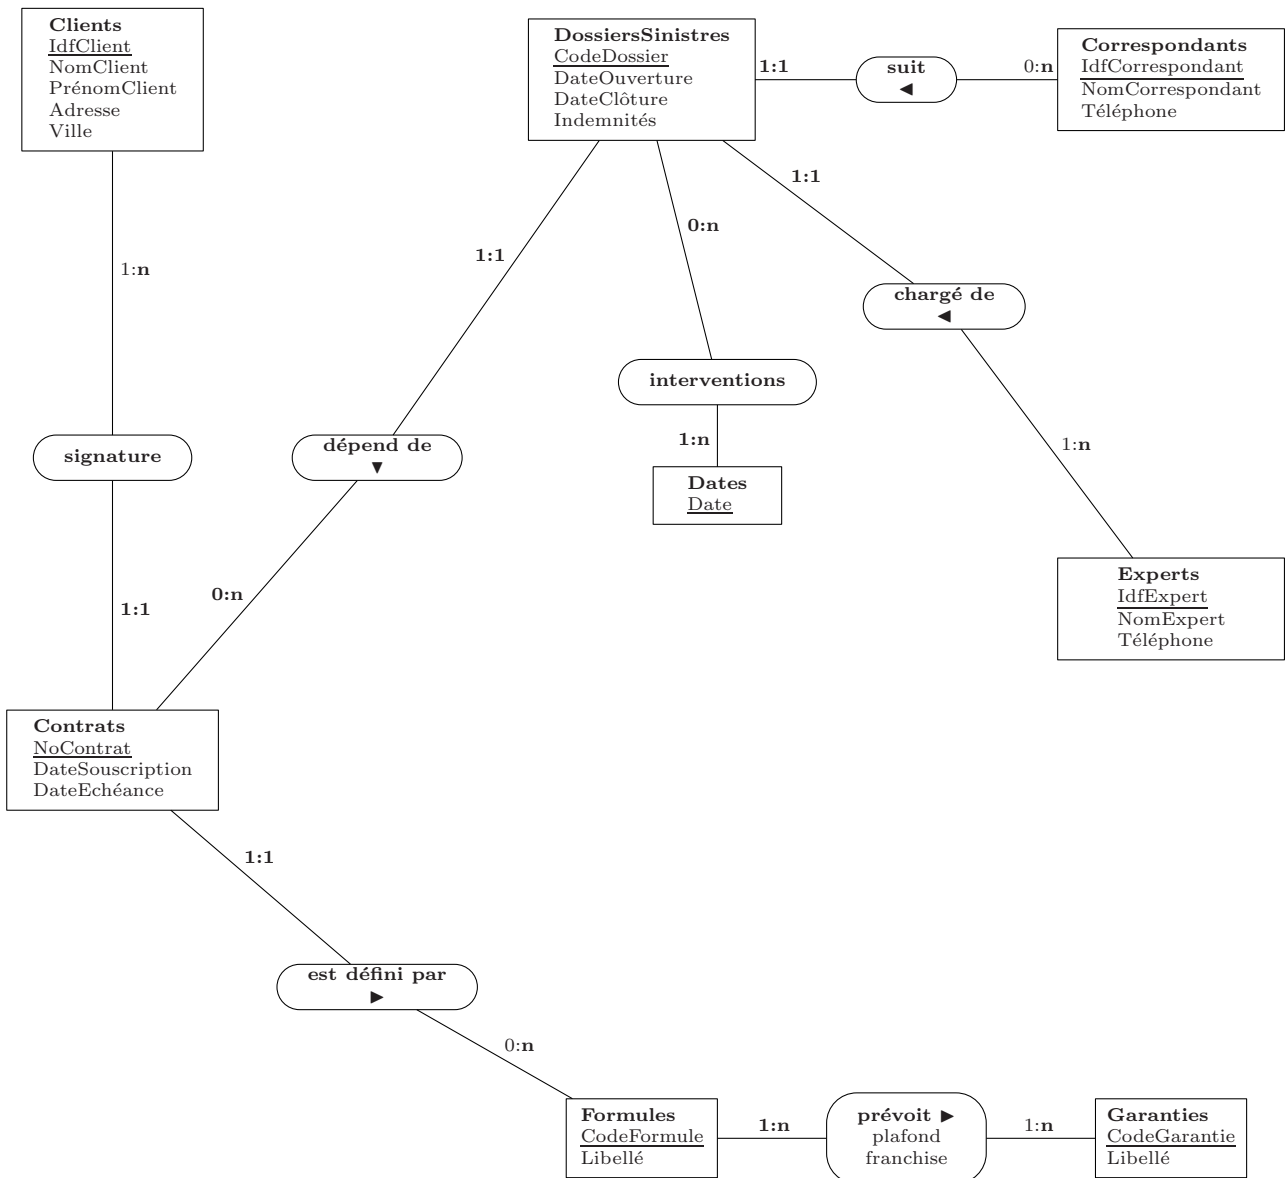 Clients
IdfClient
NomClient
PrénomClient
Adresse
Ville
DossiersSinistres
CodeDossier
DateOuverture
DateClôture
Indemnités
1:1
suit
◄
0:n
Correspondants
IdfCorrespondant
NomCorrespondant
Téléphone
1:1
0:n
1:1
1:n
chargé de
◄
interventions
signature
dépend de
▼
1:n
1:n
Dates
Date
Experts
IdfExpert
NomExpert
Téléphone
0:n
1:1
Contrats
NoContrat
DateSouscription
DateEchéance
1:1
est défini par
►
0:n
Formules
CodeFormule
Libellé
1:n
prévoit ►
plafond
franchise
1:n
Garanties
CodeGarantie
Libellé